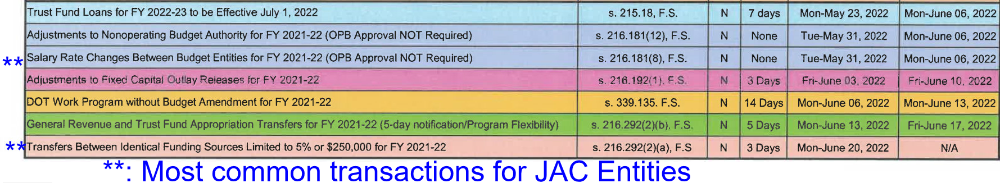 Trust Fund Loans for FY 2022-23 to be Effective July 1, 2022 s. 215.18, F.S. N 7 days Mon-May 23, 2022 Mon-June 06, 2022
Adjustments to Nonoperating Budget Authority for FY 2021-22 (OPB Approval NOT Required) s. 216.181(12), F.S. N None Tue-May 31, 2022 Mon-June 06, 2022
** Salary Rate Changes Between Budget Entities for FY 2021-22 (OPB Approval NOT Required) s. 216.181(8), F.S. N None Tue-May 31, 2022 Mon-June 06, 2022
Adjustments to Fixed Capital Outlay Releases for FY 2021-22 s. 216.192(1), F.S. N 3 Days Fri-June 03, 2022 Fri-June 10, 2022
DOT Work Program without Budget Amendment for FY 2021-22 s. 339.135. F.S. N 14 Days Mon-June 06, 2022 Mon-June 13, 2022
General Revenue and Trust Fund Appropriation Transfers for FY 2021-22 (5-day notification/Program Flexibility) s. 216.292(2)(b), F.S. N 5 Days Mon-June 13, 2022 Fri-June 17, 2022
** Transfers Between Identical Funding Sources Limited to 5% or $250,000 for FY 2021-22 s. 216.292(2)(a), F.S N 3 Days Mon-June 20, 2022 N/A
**: Most common transactions for JAC Entities